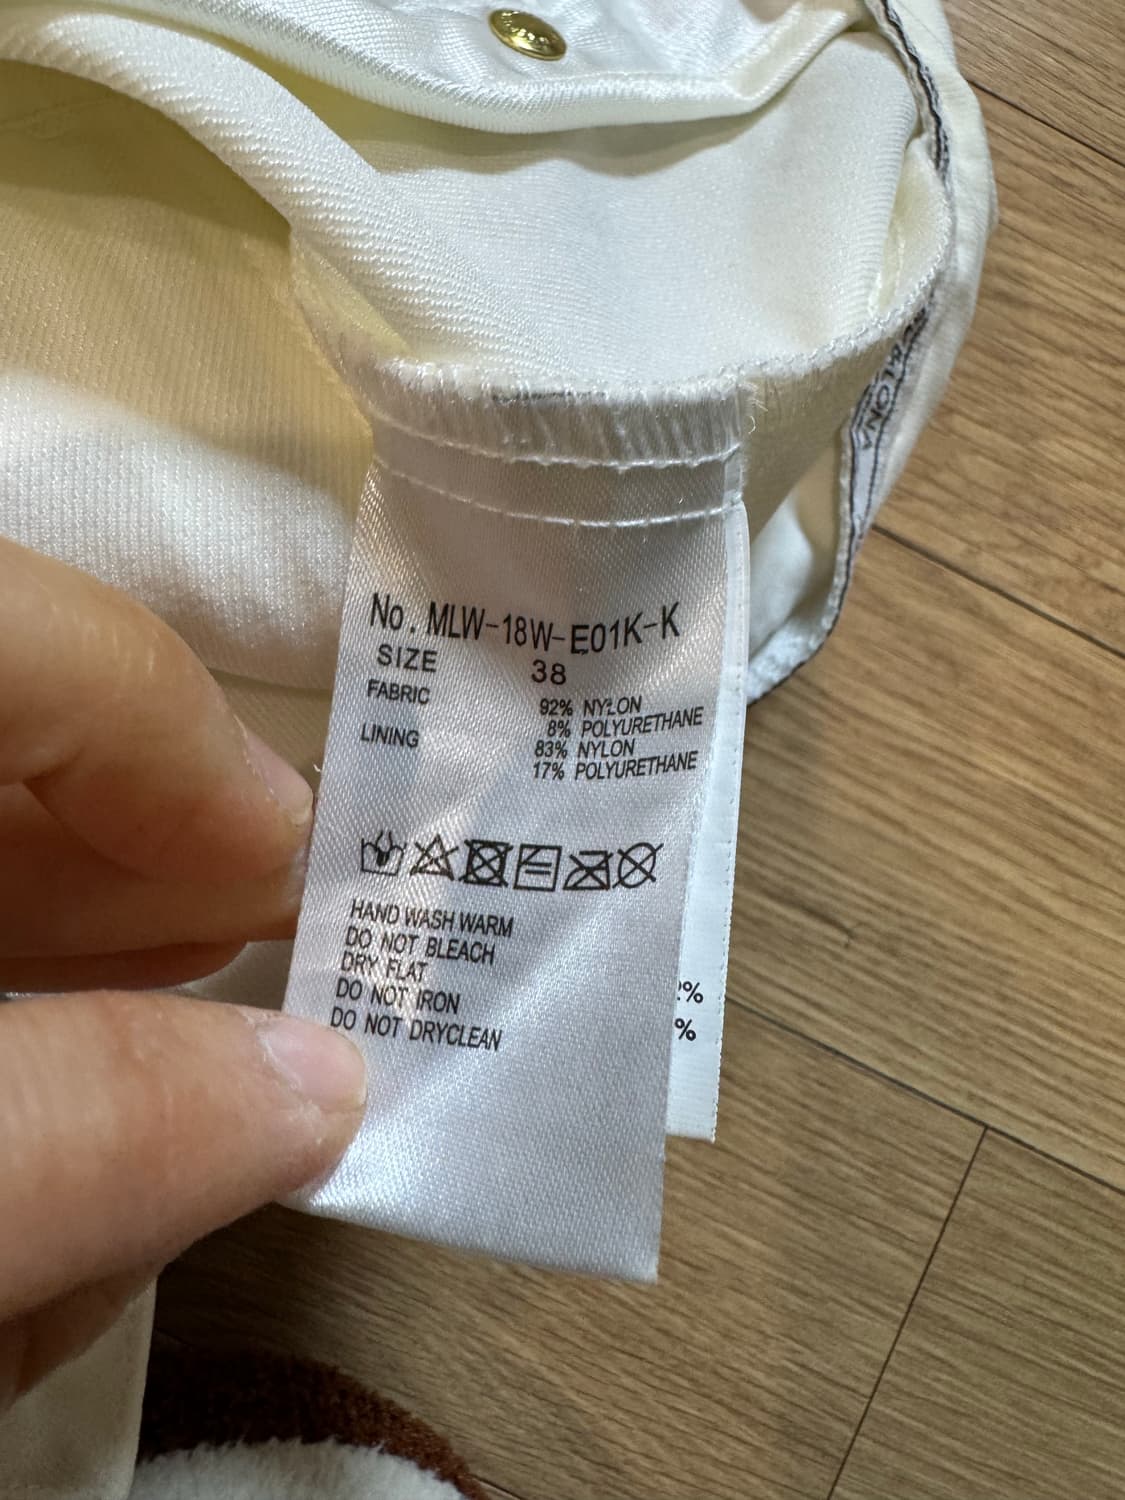 &LONA
No. MLW-18W-E01K-K
SIZE 38
FABRIC 92% NYLON
8% POLYURETHANE
LINING 83% NYLON
17% POLYURETHANE
HAND WASH WARM
DO NOT BLEACH
DRY FLAT
DO NOT IRON
DO NOT DRYCLEAN
%
%